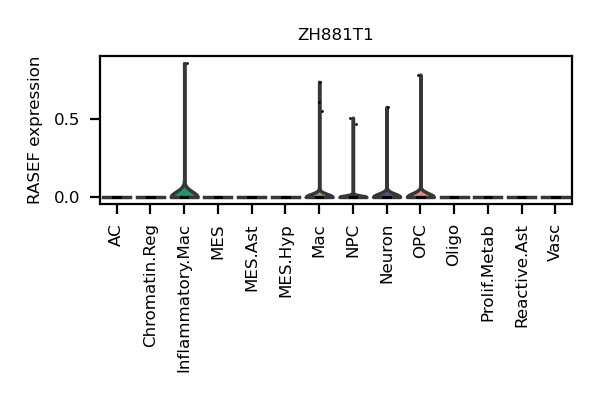 ZH881T1
RASEF expression
0.5
0.0
AC
Chromatin.Reg
Inflammatory.Mac
MES
MES.Ast
MES.Hyp
Mac
NPC
Neuron
OPC
Oligo
Prolif.Metab
Reactive.Ast
Vasc